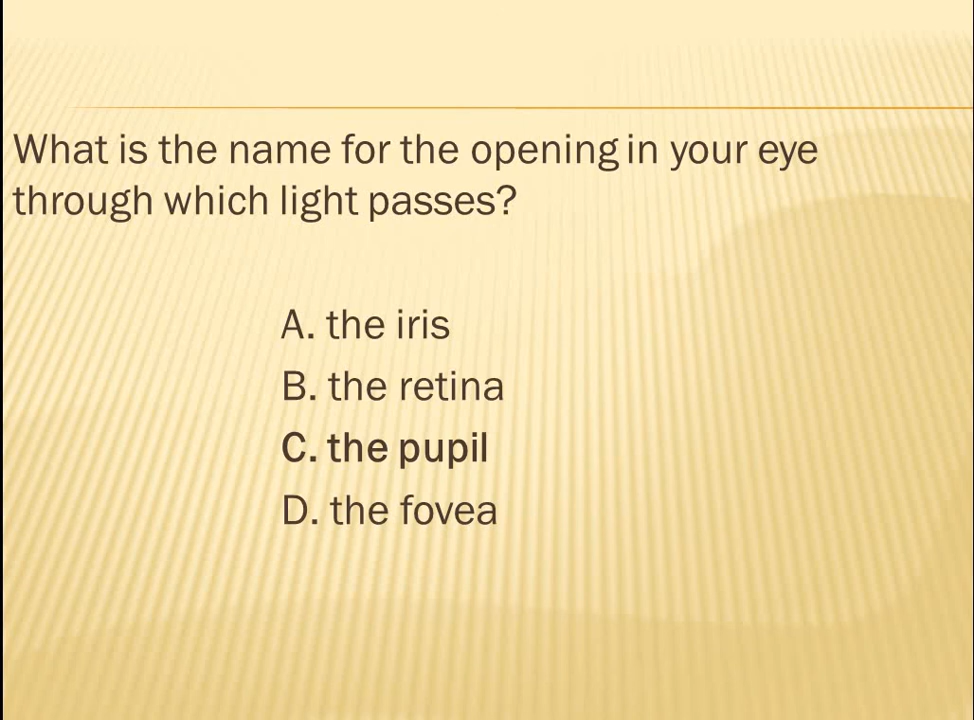 What is the name for the opening in your eye
through which light passes?
A. the iris
B. the retina
C. the pupil
D. the fovea